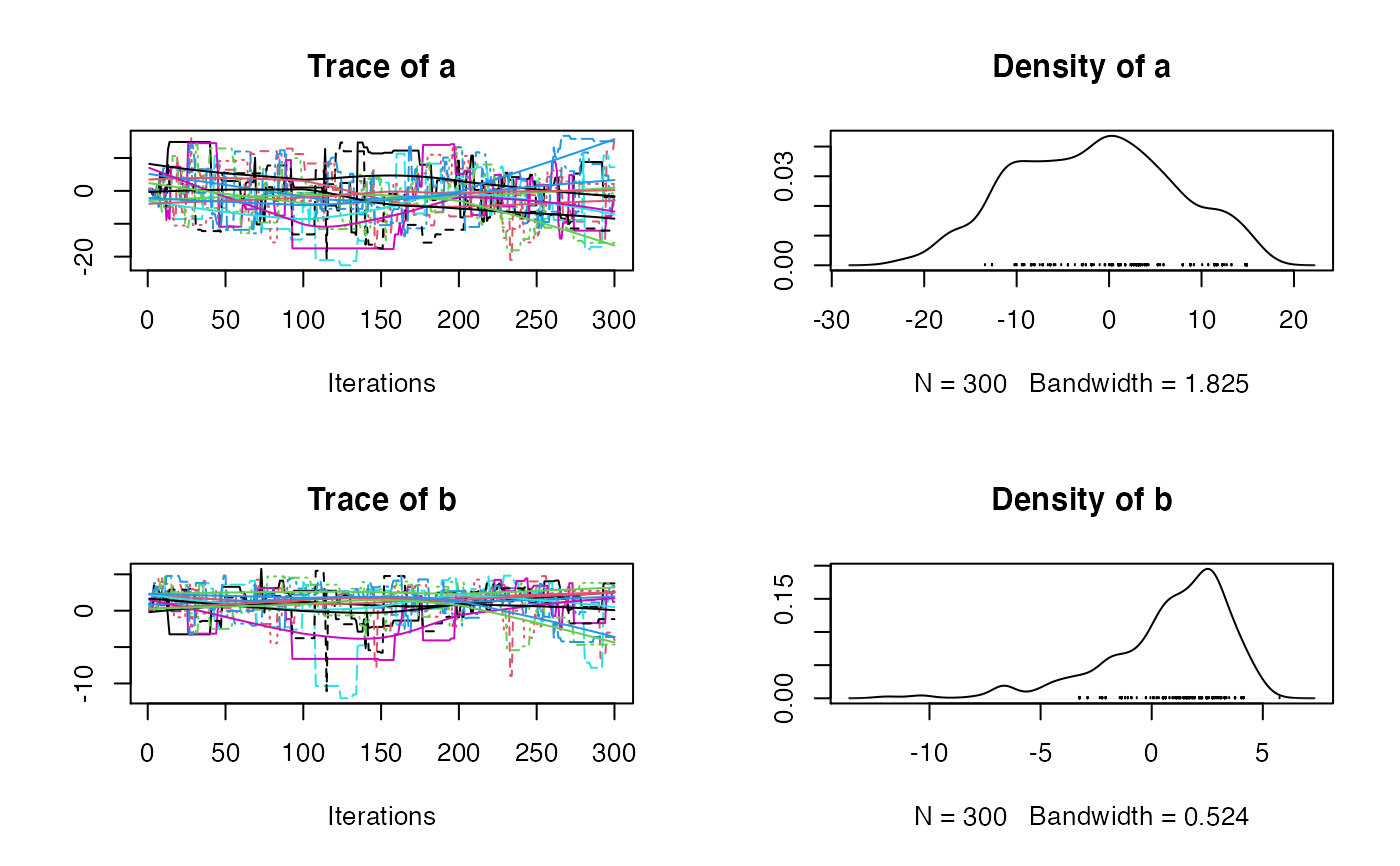 Trace of a
0
-20
0 50 100 150 200 250 300
Iterations
Density of a
0.03
0.00
-30 -20 -10 0 10 20
N = 300 Bandwidth = 1.825
Trace of b
0
-10
0 50 100 150 200 250 300
Iterations
Density of b
0.15
0.00
-10 -5 0 5
N = 300 Bandwidth = 0.524